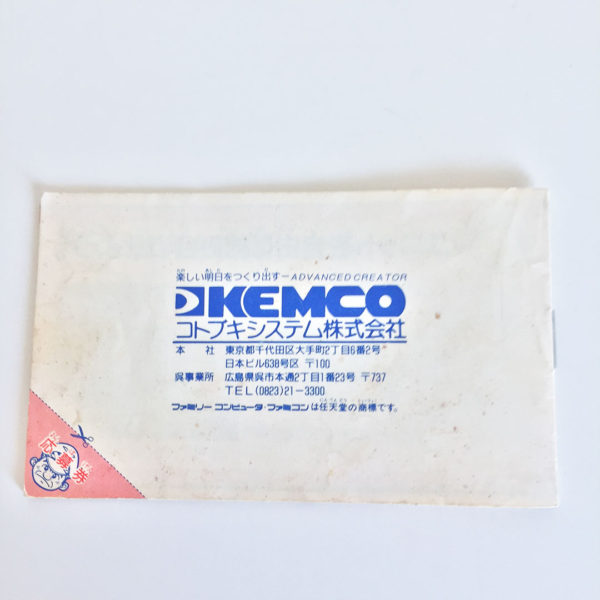 楽しい明日をつくり出すーADVANCED CREATOR
KEMCO
コトブキシステム株式会社
本 社 東京都千代田区大手町2丁目6番2号
日本ビル638号区 〒100
呉事業所 広島県呉市本通2丁目1番23号 〒737
TEL(0823)21-3300
ファミリー コンピュータ・ファミコンは任天堂の商標です。
応募券